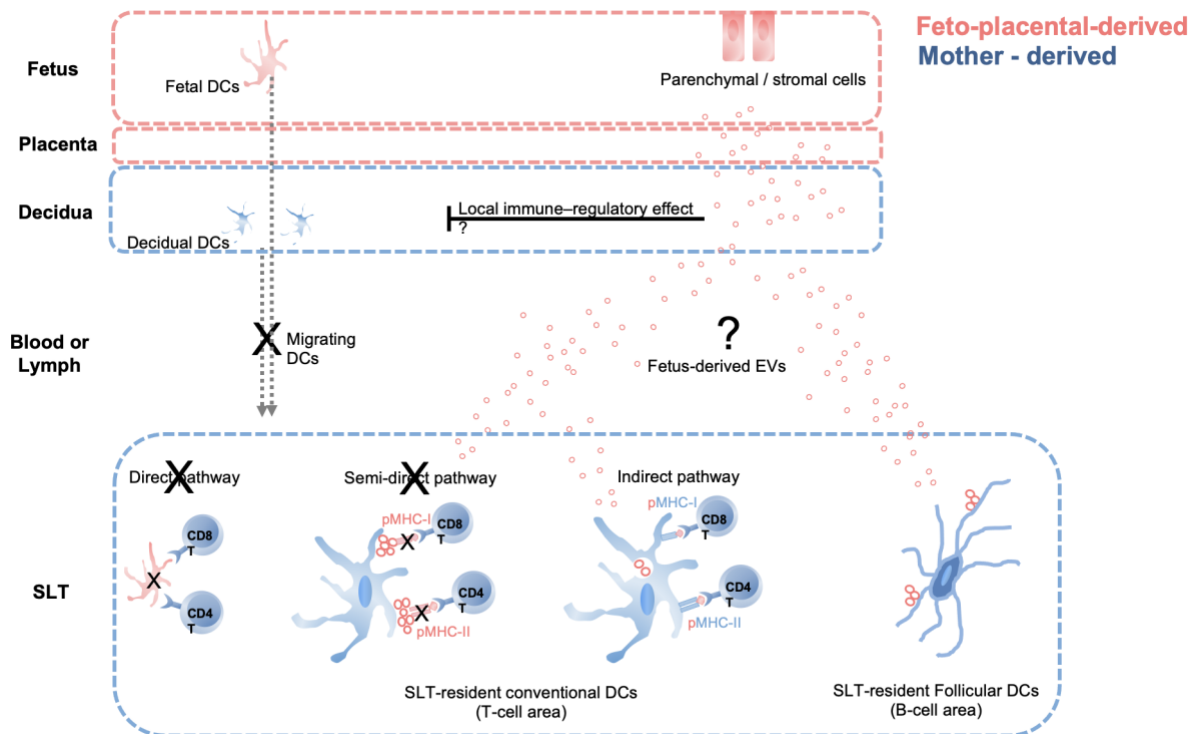 Feto-placental-derived
Mother - derived
Fetus
Fetal DCs
Parenchymal / stromal cells
Placenta
Decidua
Local immune–regulatory effect
?
Decidual DCs
Blood or
Lymph
X
Migrating
DCs
?
Fetus-derived EVs
SLT
Direct pathway
X
Semi-direct pathway
X
Indirect pathway
CD8
T
X
CD4
T
pMHC-I
CD8
T
X
CD4
T
X
pMHC-II
pMHC-I
CD8
T
CD4
T
pMHC-II
SLT-resident conventional DCs
(T-cell area)
SLT-resident Follicular DCs
(B-cell area)